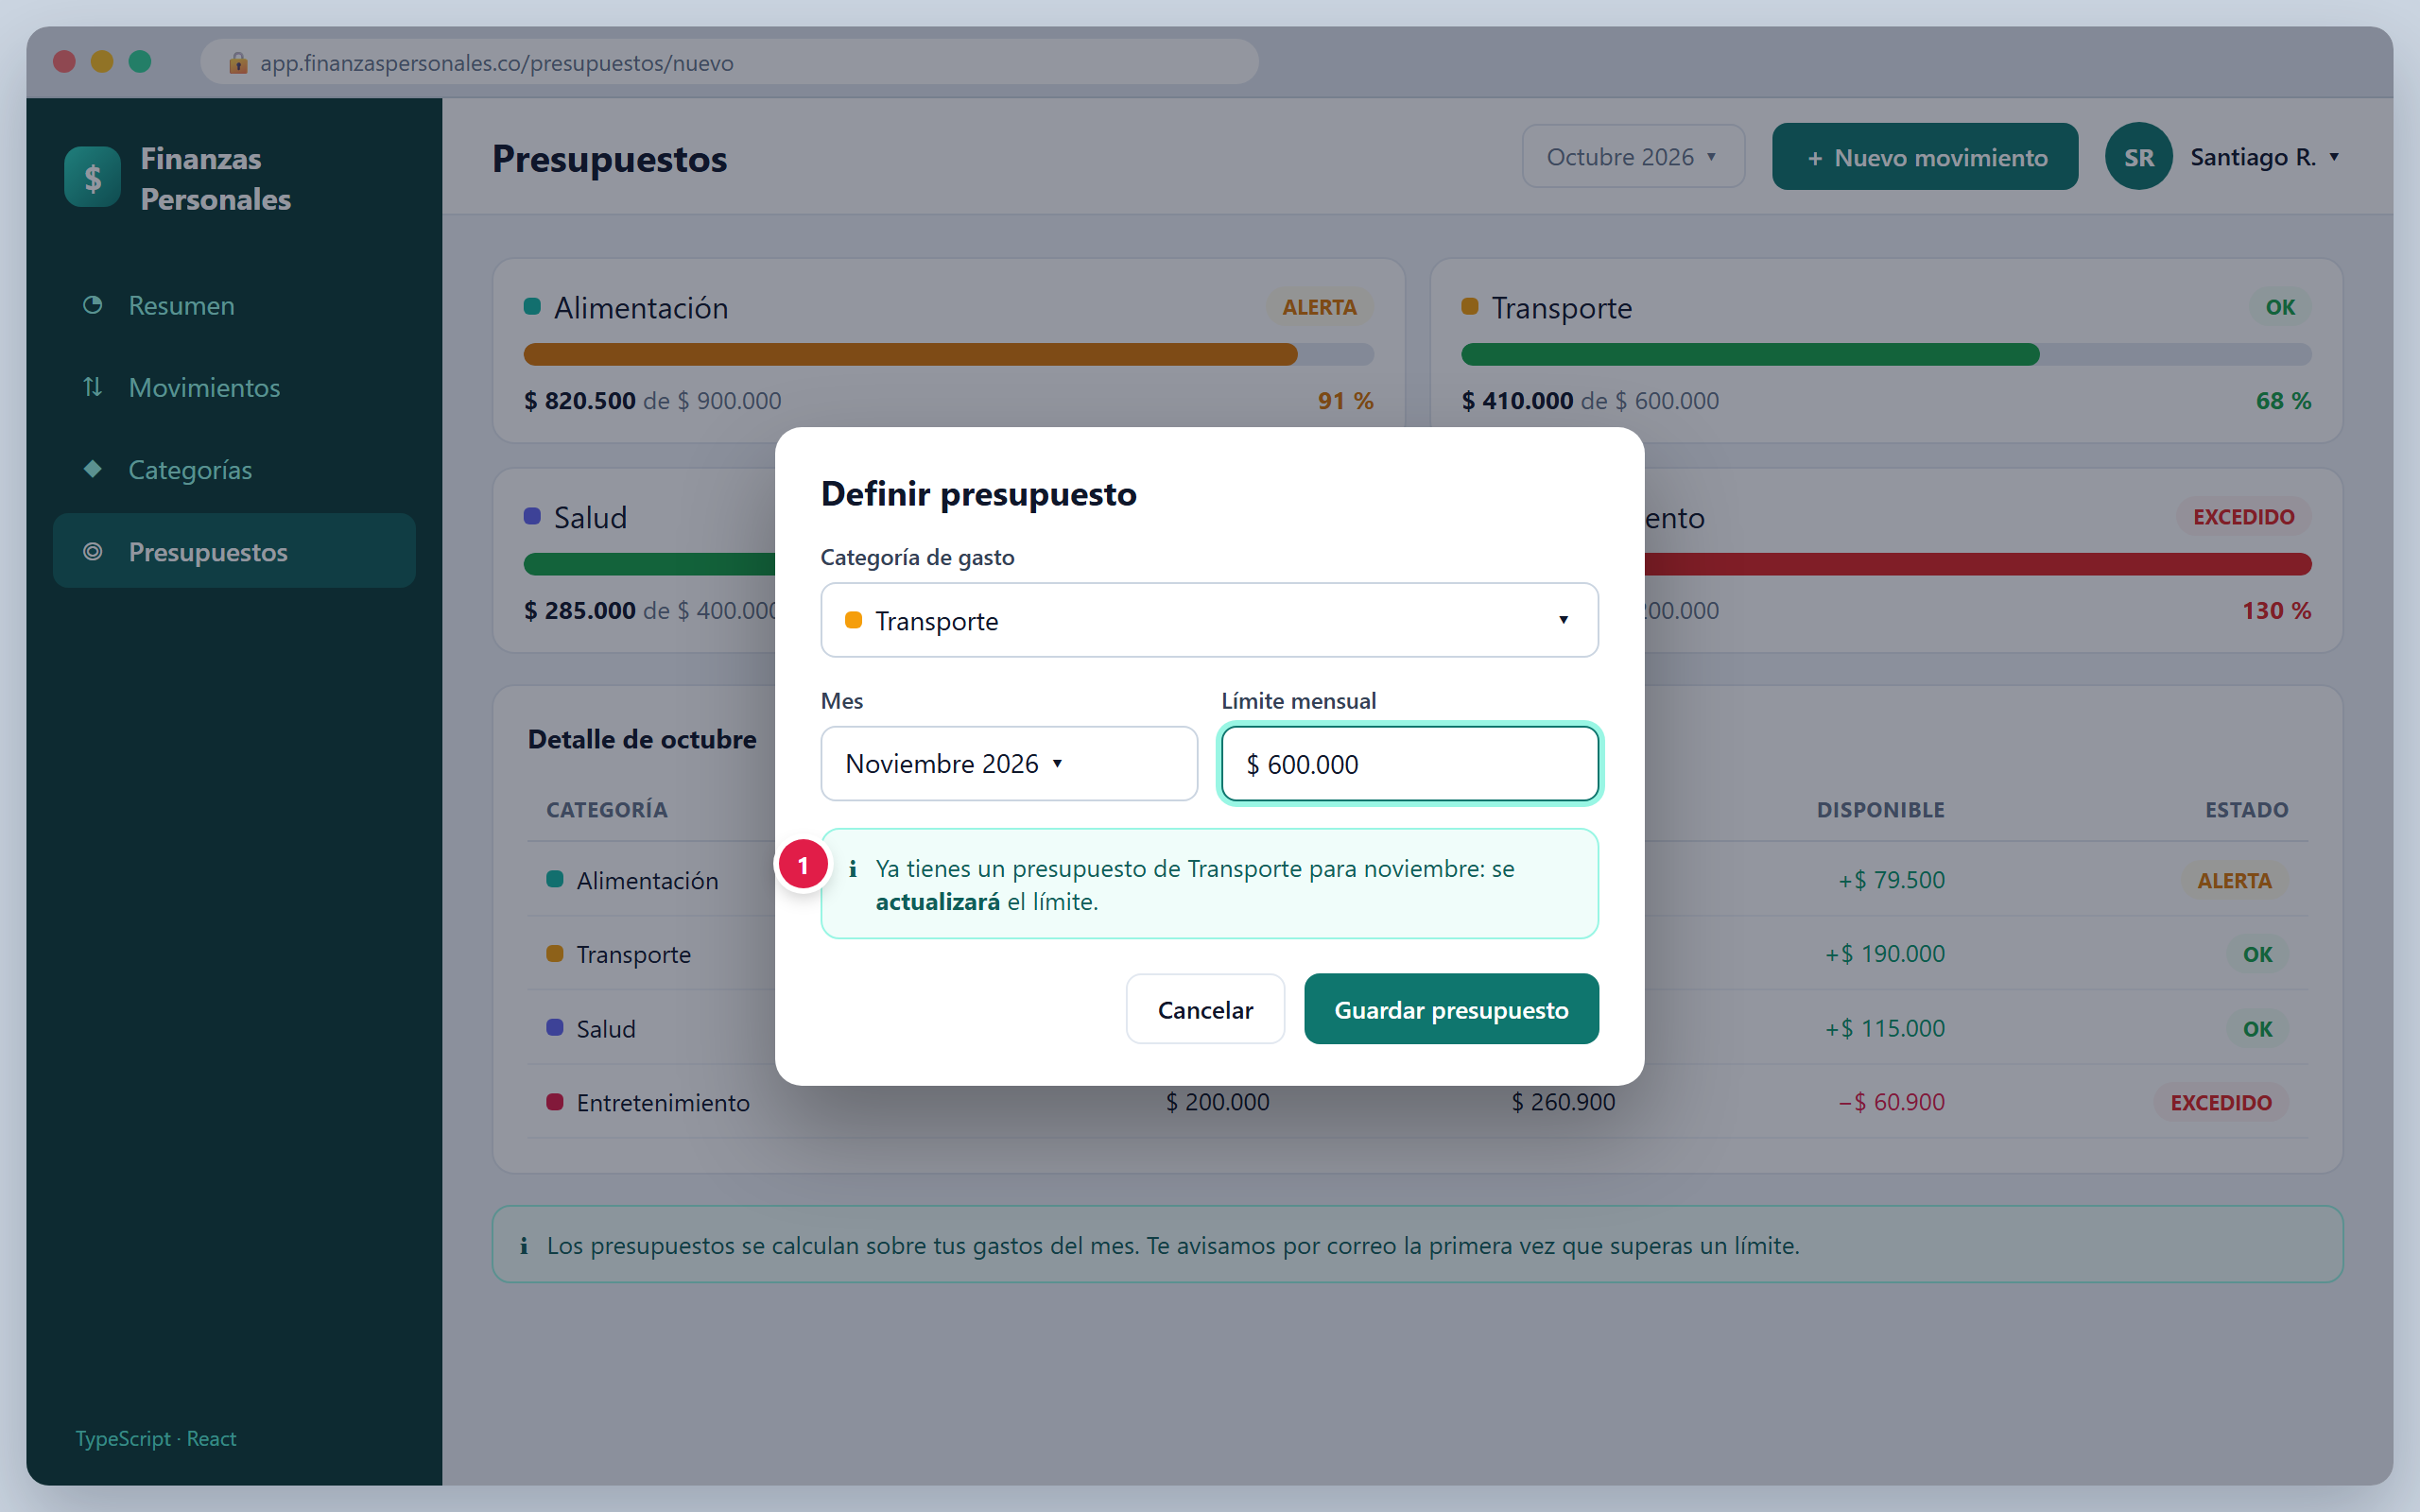 app.finanzaspersonales.co/presupuestos/nuevo
$
Finanzas
Personales
Resumen
Movimientos
Categorías
Presupuestos
TypeScript · React
Presupuestos
Octubre 2026 ▾
+ Nuevo movimiento
SR
Santiago R. ▾
Alimentación
ALERTA
$ 820.500 de $ 900.000
91 %
Transporte
OK
$ 410.000 de $ 600.000
68 %
Salud
$ 285.000 de $ 400.000
ento
EXCEDIDO
00.000
130 %
Definir presupuesto
Categoría de gasto
Transporte
Mes
Límite mensual
Noviembre 2026 ▾
$ 600.000
1
ℹ Ya tienes un presupuesto de Transporte para noviembre: se
actualizará el límite.
Cancelar
Guardar presupuesto
Detalle de octubre
CATEGORÍA
DISPONIBLE
ESTADO
Alimentación
+$ 79.500
ALERTA
Transporte
+$ 190.000
OK
Salud
+$ 115.000
OK
Entretenimiento
$ 200.000
$ 260.900
−$ 60.900
EXCEDIDO
ℹ Los presupuestos se calculan sobre tus gastos del mes. Te avisamos por correo la primera vez que superas un límite.